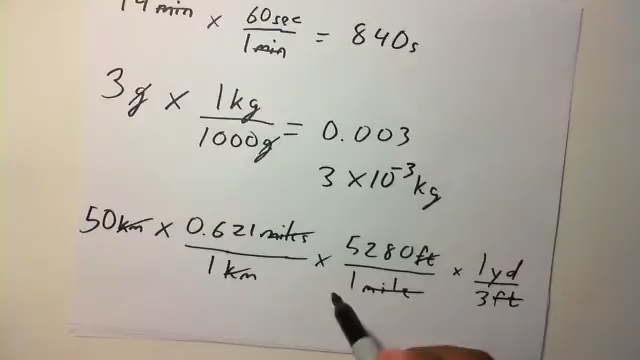 14 min × 60sec / 1min = 840s
3g × 1kg / 1000g = 0.003
3 × 10⁻³ kg
50km × 0.621miles / 1km × 5280ft / 1mile × 1yd / 3ft